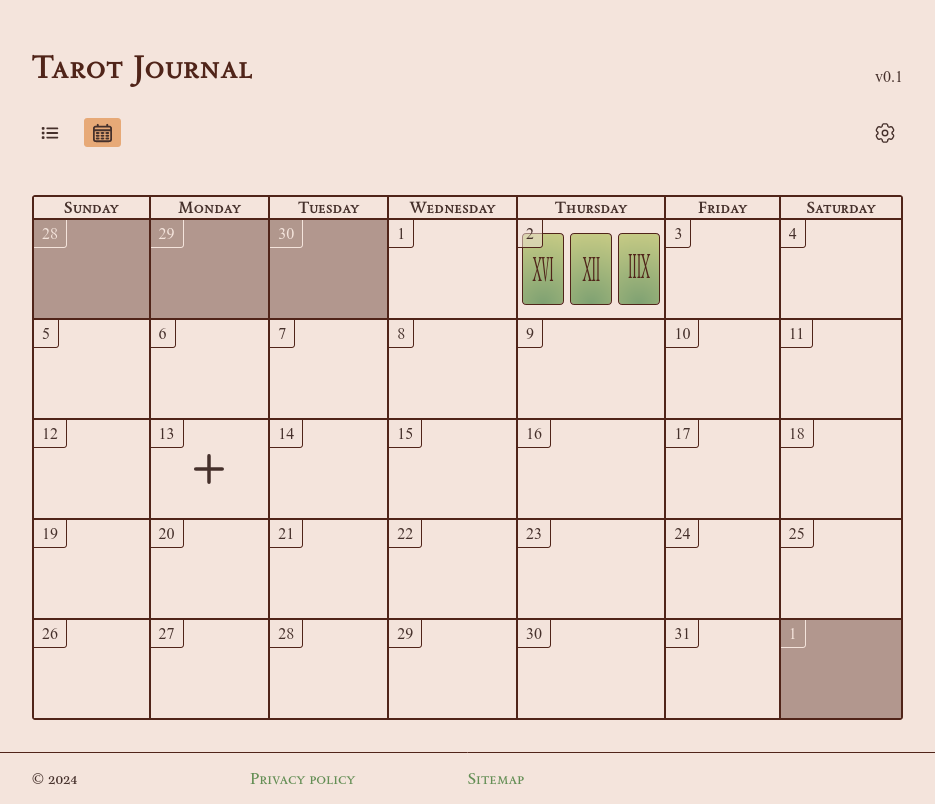 Tarot Journal
v0.1
Sunday Monday Tuesday Wednesday Thursday Friday Saturday
28 29 30 1 2 3 4
XVI XII IIIX
5 6 7 8 9 10 11
12 13 14 15 16 17 18
19 20 21 22 23 24 25
26 27 28 29 30 31 1
© 2024 Privacy policy Sitemap